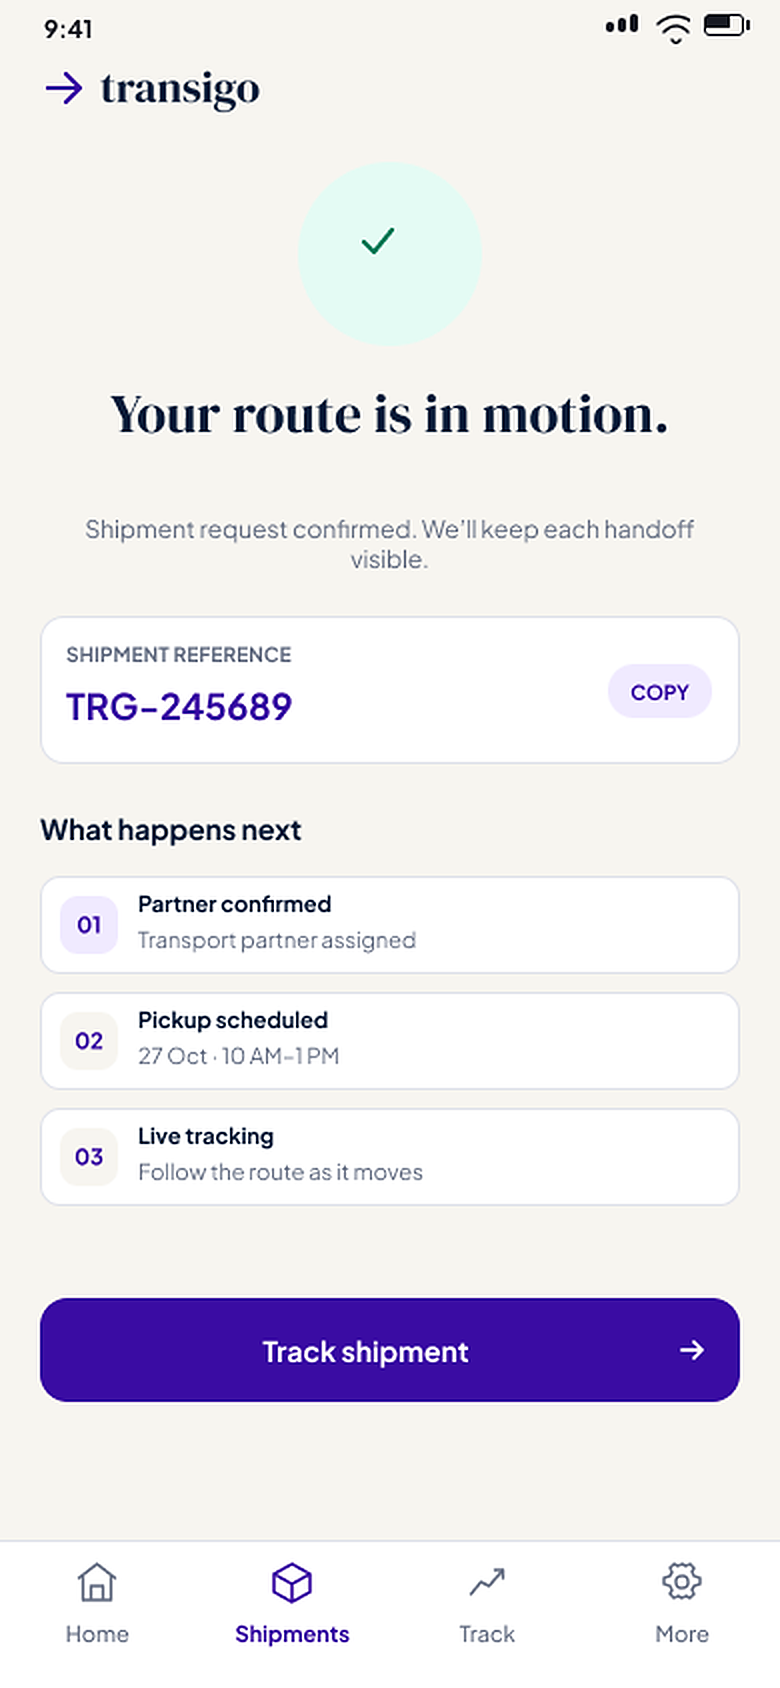 9:41
transigo
Your route is in motion.
Shipment request confirmed. We’ll keep each handoff
visible.
SHIPMENT REFERENCE
TRG-245689
COPY
What happens next
01
Partner confirmed
Transport partner assigned
02
Pickup scheduled
27 Oct · 10 AM–1 PM
03
Live tracking
Follow the route as it moves
Track shipment
Home
Shipments
Track
More